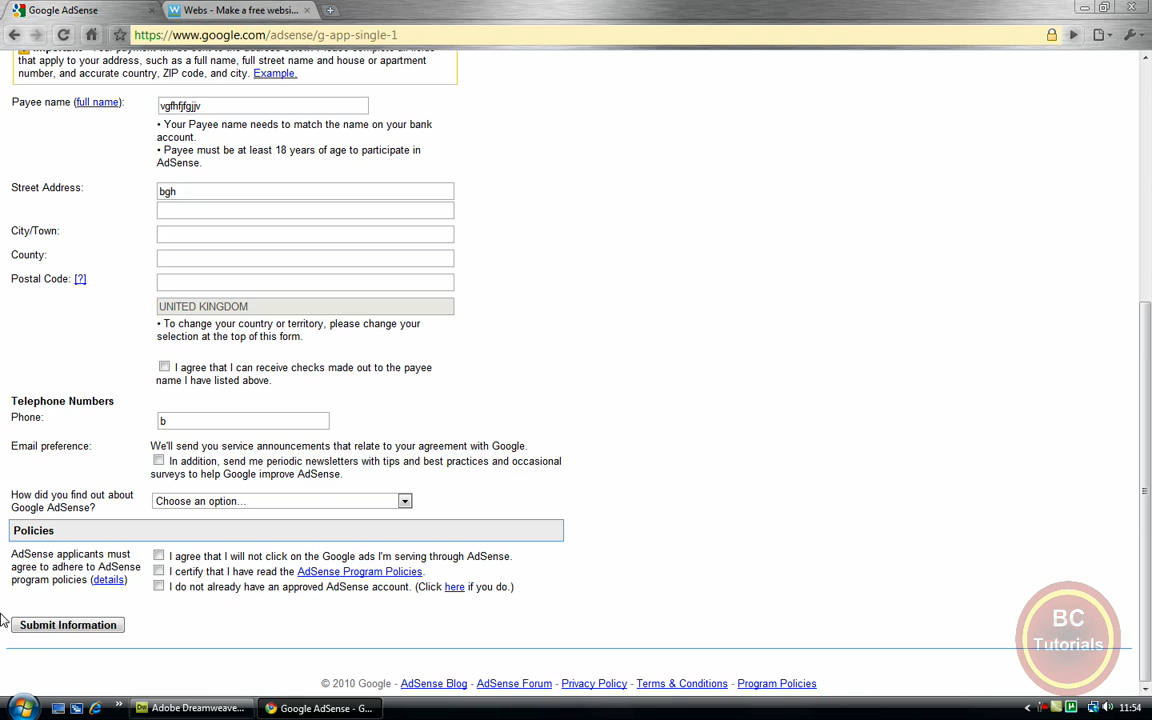 Google AdSense
Webs - Make a free websi...
https://www.google.com/adsense/g-app-single-1
that apply to your address, such as a full name, full street name and house or apartment
number, and accurate country, ZIP code, and city. Example.
Payee name (full name):
vgfhfjfgjjv
• Your Payee name needs to match the name on your bank
account.
• Payee must be at least 18 years of age to participate in
AdSense.
Street Address:
bgh
City/Town:
County:
Postal Code: [?]
UNITED KINGDOM
• To change your country or territory, please change your
selection at the top of this form.
I agree that I can receive checks made out to the payee
name I have listed above.
Telephone Numbers
Phone:
b
Email preference:
We'll send you service announcements that relate to your agreement with Google.
In addition, send me periodic newsletters with tips and best practices and occasional
surveys to help Google improve AdSense.
How did you find out about
Google AdSense?
Choose an option...
Policies
AdSense applicants must
agree to adhere to AdSense
program policies (details)
I agree that I will not click on the Google ads I'm serving through AdSense.
I certify that I have read the AdSense Program Policies.
I do not already have an approved AdSense account. (Click here if you do.)
Submit Information
BC
Tutorials
© 2010 Google - AdSense Blog - AdSense Forum - Privacy Policy - Terms & Conditions - Program Policies
Adobe Dreamweave...
Google AdSense - G...
11:54